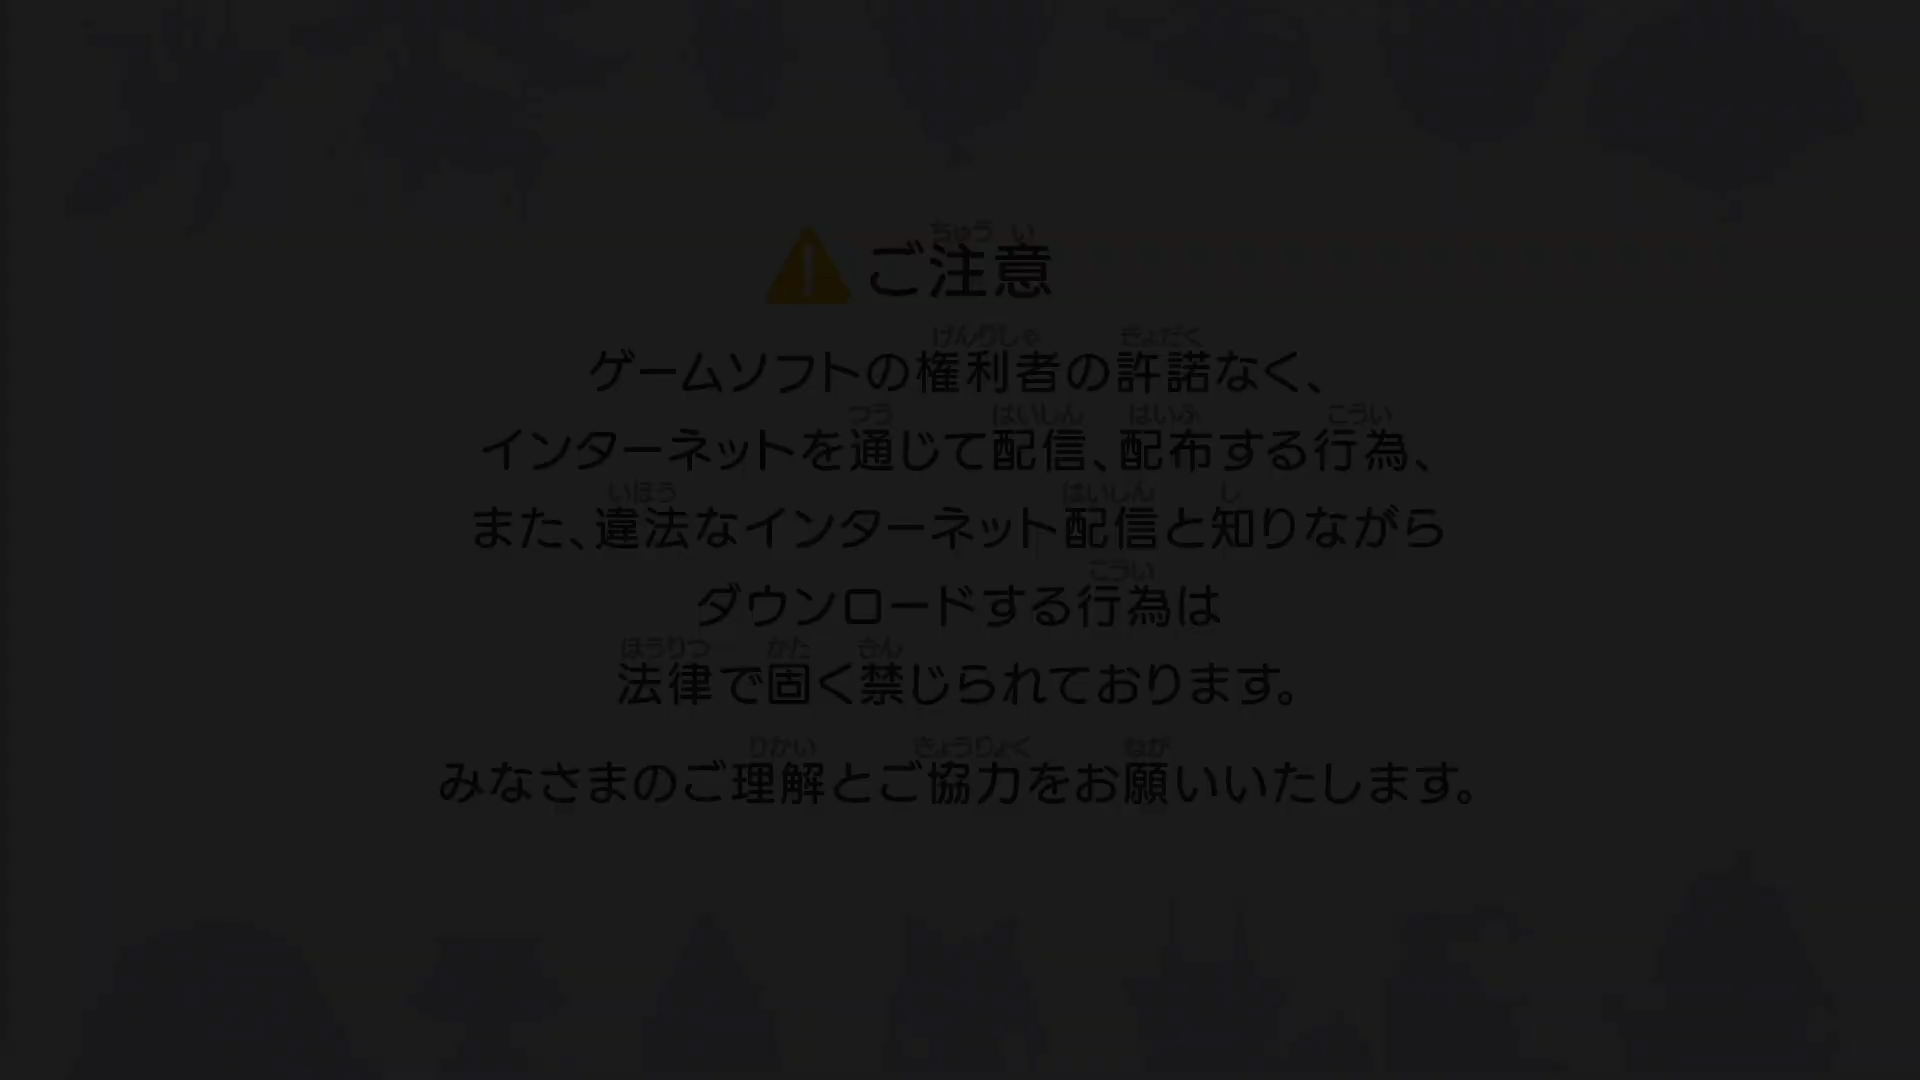 ご注意
ゲームソフトの権利者の許諾なく、
インターネットを通じて配信、配布する行為、
また、違法なインターネット配信と知りながら
ダウンロードする行為は
法律で固く禁じられております。
みなさまのご理解とご協力をお願いいたします。